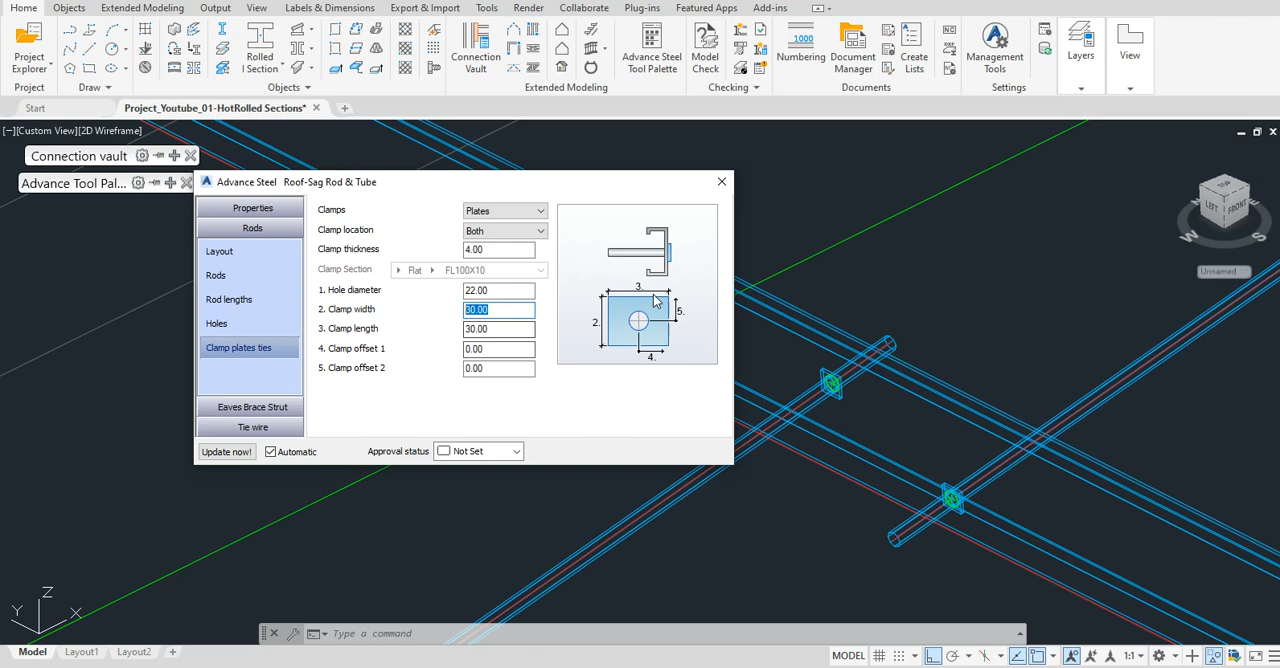 Home Objects Extended Modeling Output View Labels & Dimensions Export & Import Tools Render Collaborate Plug-ins Featured Apps Add-ins
Project Explorer
Rolled I Section
Connection Vault
Advance Steel Tool Palette
Model Check
1000 Numbering
Document Manager
Create Lists
Management Tools
Layers
View
NC
Project Draw Objects Extended Modeling Checking Documents Settings
Start Project_Youtube_01-HotRolled Sections*
[−][Custom View][2D Wireframe]
Connection vault
Advance Tool Pal...
Advance Steel Roof-Sag Rod & Tube
Properties
Rods
Layout
Rods
Rod lengths
Holes
Clamp plates ties
Eaves Brace Strut
Tie wire
Clamps Plates
Clamp location Both
Clamp thickness 4.00
Clamp Section Flat FL100X10
1. Hole diameter 22.00
2. Clamp width 30.00
3. Clamp length 30.00
4. Clamp offset 1 0.00
5. Clamp offset 2 0.00
3.
5.
2.
4.
Update now! Automatic Approval status Not Set
TOP
LEFT FRONT
W S
Unnamed
Z
Y X
Type a command
Model Layout1 Layout2 +
MODEL 1:1